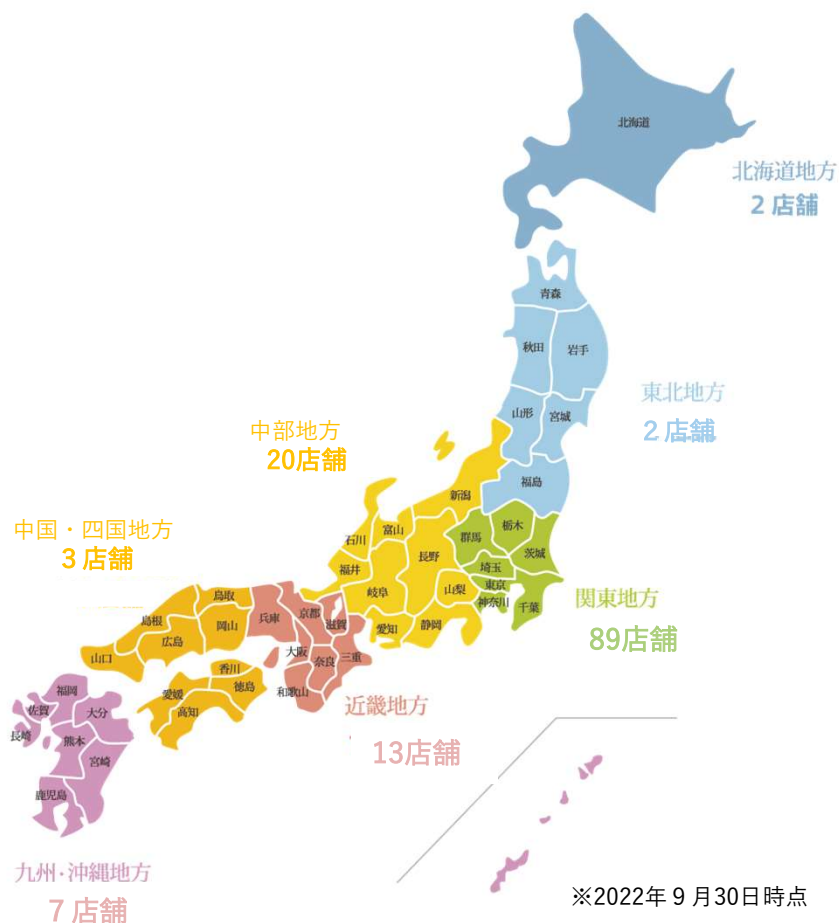 北海道
北海道地方
2店舗
青森
秋田
岩手
東北地方
山形
宮城
2店舗
中部地方
20店舗
福島
新潟
中国・四国地方
3店舗
栃木
群馬
富山
石川
茨城
長野
埼玉
福井
東京
山梨
岐阜
鳥取
関東地方
神奈川
千葉
京都
兵庫
島根
岡山
滋賀
愛知
静岡
89店舗
広島
大阪
山口
奈良
三重
香川
福岡
愛媛
徳島
和歌山
近畿地方
佐賀
大分
高知
長崎
熊本
13店舗
宮崎
鹿児島
九州・沖縄地方
7店舗
※2022年9月30日時点